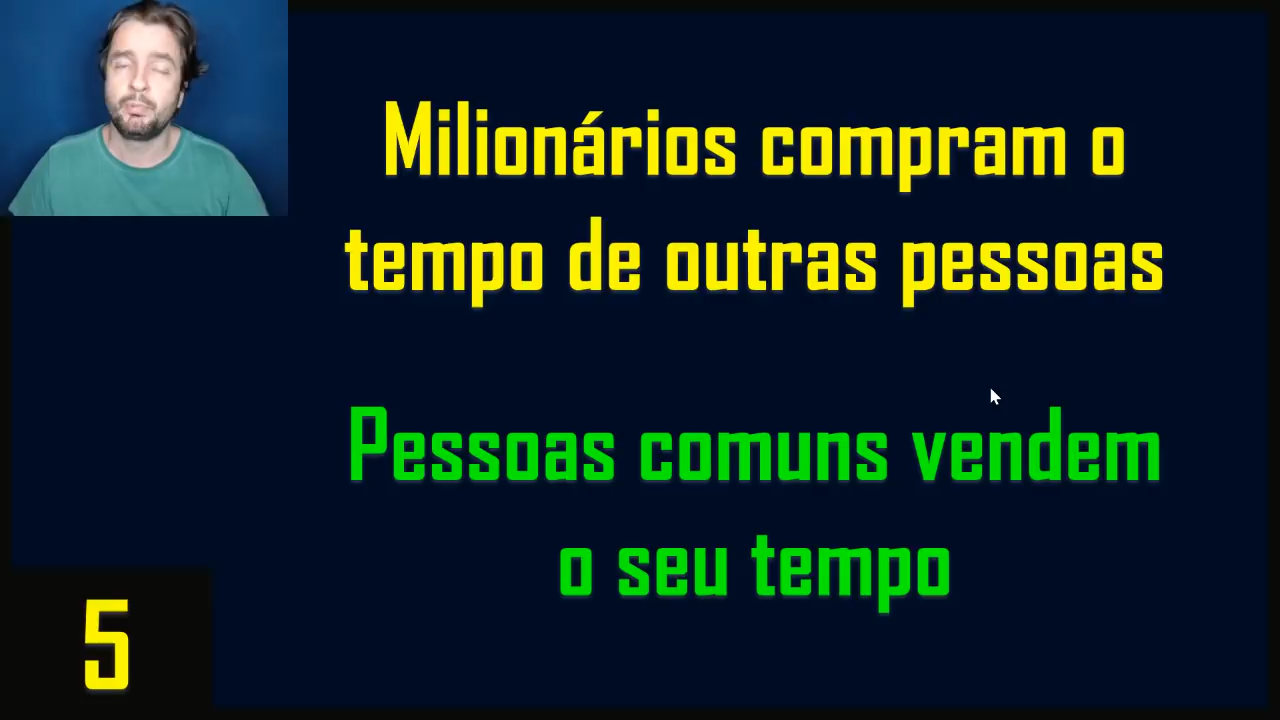 Milionários compram o
tempo de outras pessoas
Pessoas comuns vendem
o seu tempo
5